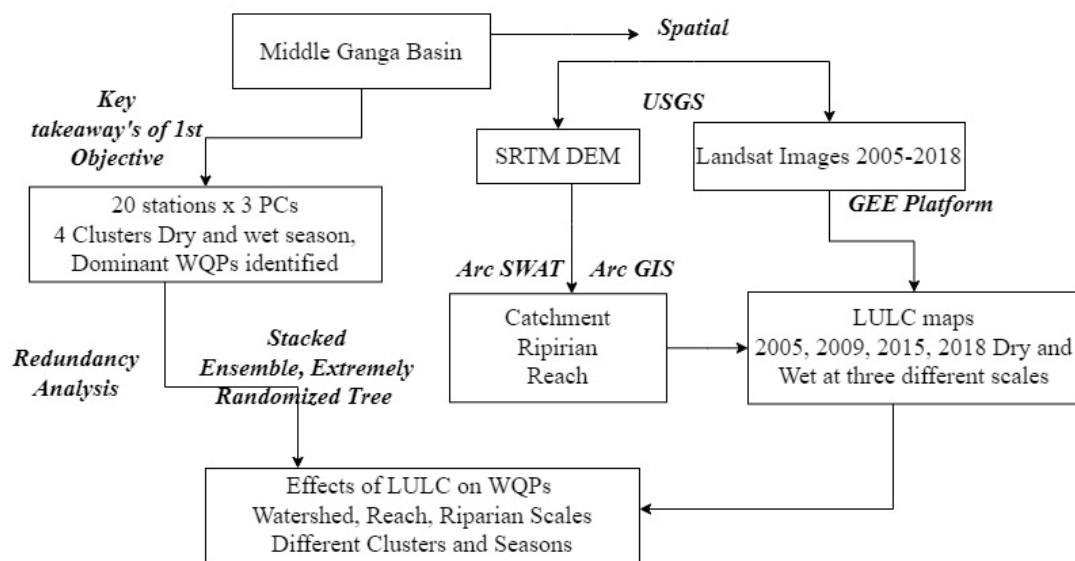 Middle Ganga Basin
Spatial
Key
takeaway's of 1st
Objective
USGS
SRTM DEM
Landsat Images 2005-2018
GEE Platform
20 stations x 3 PCs
4 Clusters Dry and wet season,
Dominant WQPs identified
Arc SWAT
Arc GIS
Catchment
Ripirian
Reach
LULC maps
2005, 2009, 2015, 2018 Dry and
Wet at three different scales
Redundancy
Analysis
Stacked
Ensemble, Extremely
Randomized Tree
Effects of LULC on WQPs
Watershed, Reach, Riparian Scales
Different Clusters and Seasons